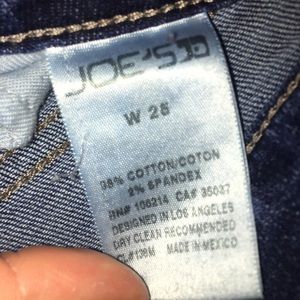 JOE'S
W 28
98% COTTON/COTON
2% SPANDEX
RN# 106214 CA# 35037
DESIGNED IN LOS ANGELES
DRY CLEAN RECOMMENDED
MADE IN MEXICO